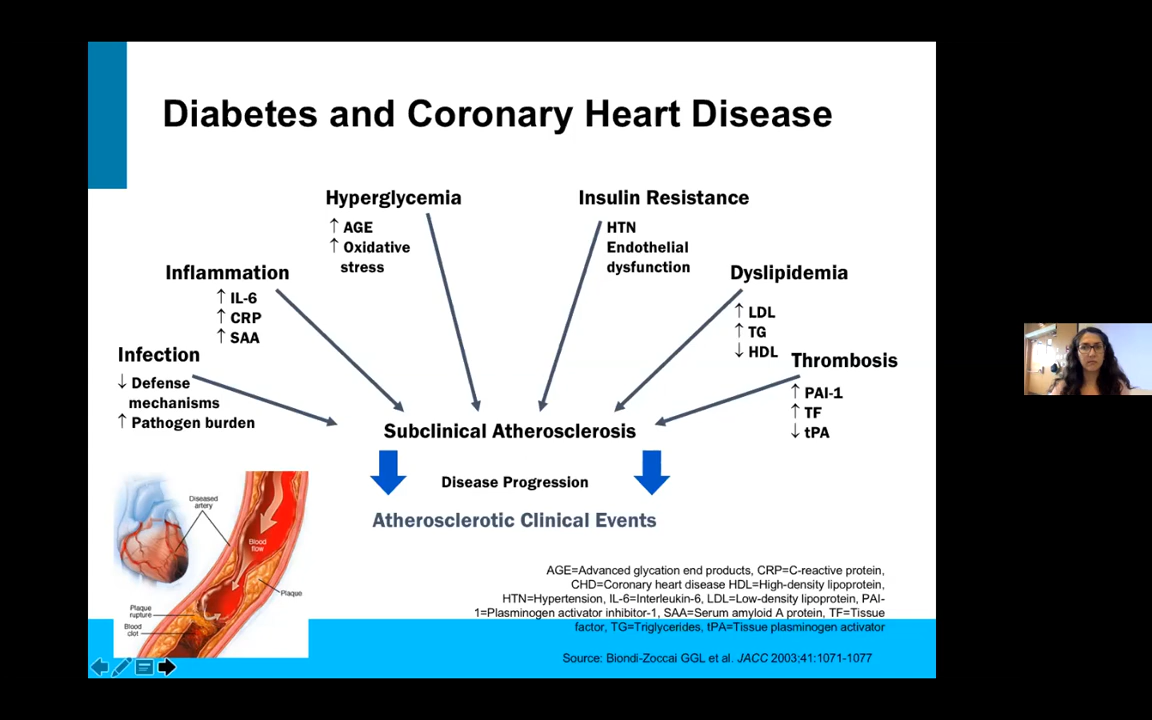 Diabetes and Coronary Heart Disease
Hyperglycemia
↑ AGE
↑ Oxidative
stress
Insulin Resistance
HTN
Endothelial
dysfunction
Inflammation
↑ IL-6
↑ CRP
↑ SAA
Dyslipidemia
↑ LDL
↑ TG
↓ HDL
Infection
↓ Defense
mechanisms
↑ Pathogen burden
Thrombosis
↑ PAI-1
↑ TF
↓ tPA
Subclinical Atherosclerosis
Disease Progression
Atherosclerotic Clinical Events
Diseased
artery
Blood
flow
Plaque
Plaque
rupture
Blood
clot
AGE=Advanced glycation end products, CRP=C-reactive protein,
CHD=Coronary heart disease HDL=High-density lipoprotein,
HTN=Hypertension, IL-6=Interleukin-6, LDL=Low-density lipoprotein, PAI-
1=Plasminogen activator inhibitor-1, SAA=Serum amyloid A protein, TF=Tissue
factor, TG=Triglycerides, tPA=Tissue plasminogen activator
Source: Biondi-Zoccai GGL et al. JACC 2003;41:1071-1077